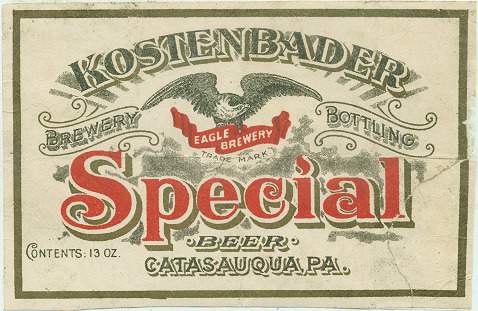 KOSTENBADER
BREWERY
BOTTLING
EAGLE BREWERY
TRADE MARK
Special
·BEER·
CONTENTS: 13 OZ.
CATASAUQUA, PA.